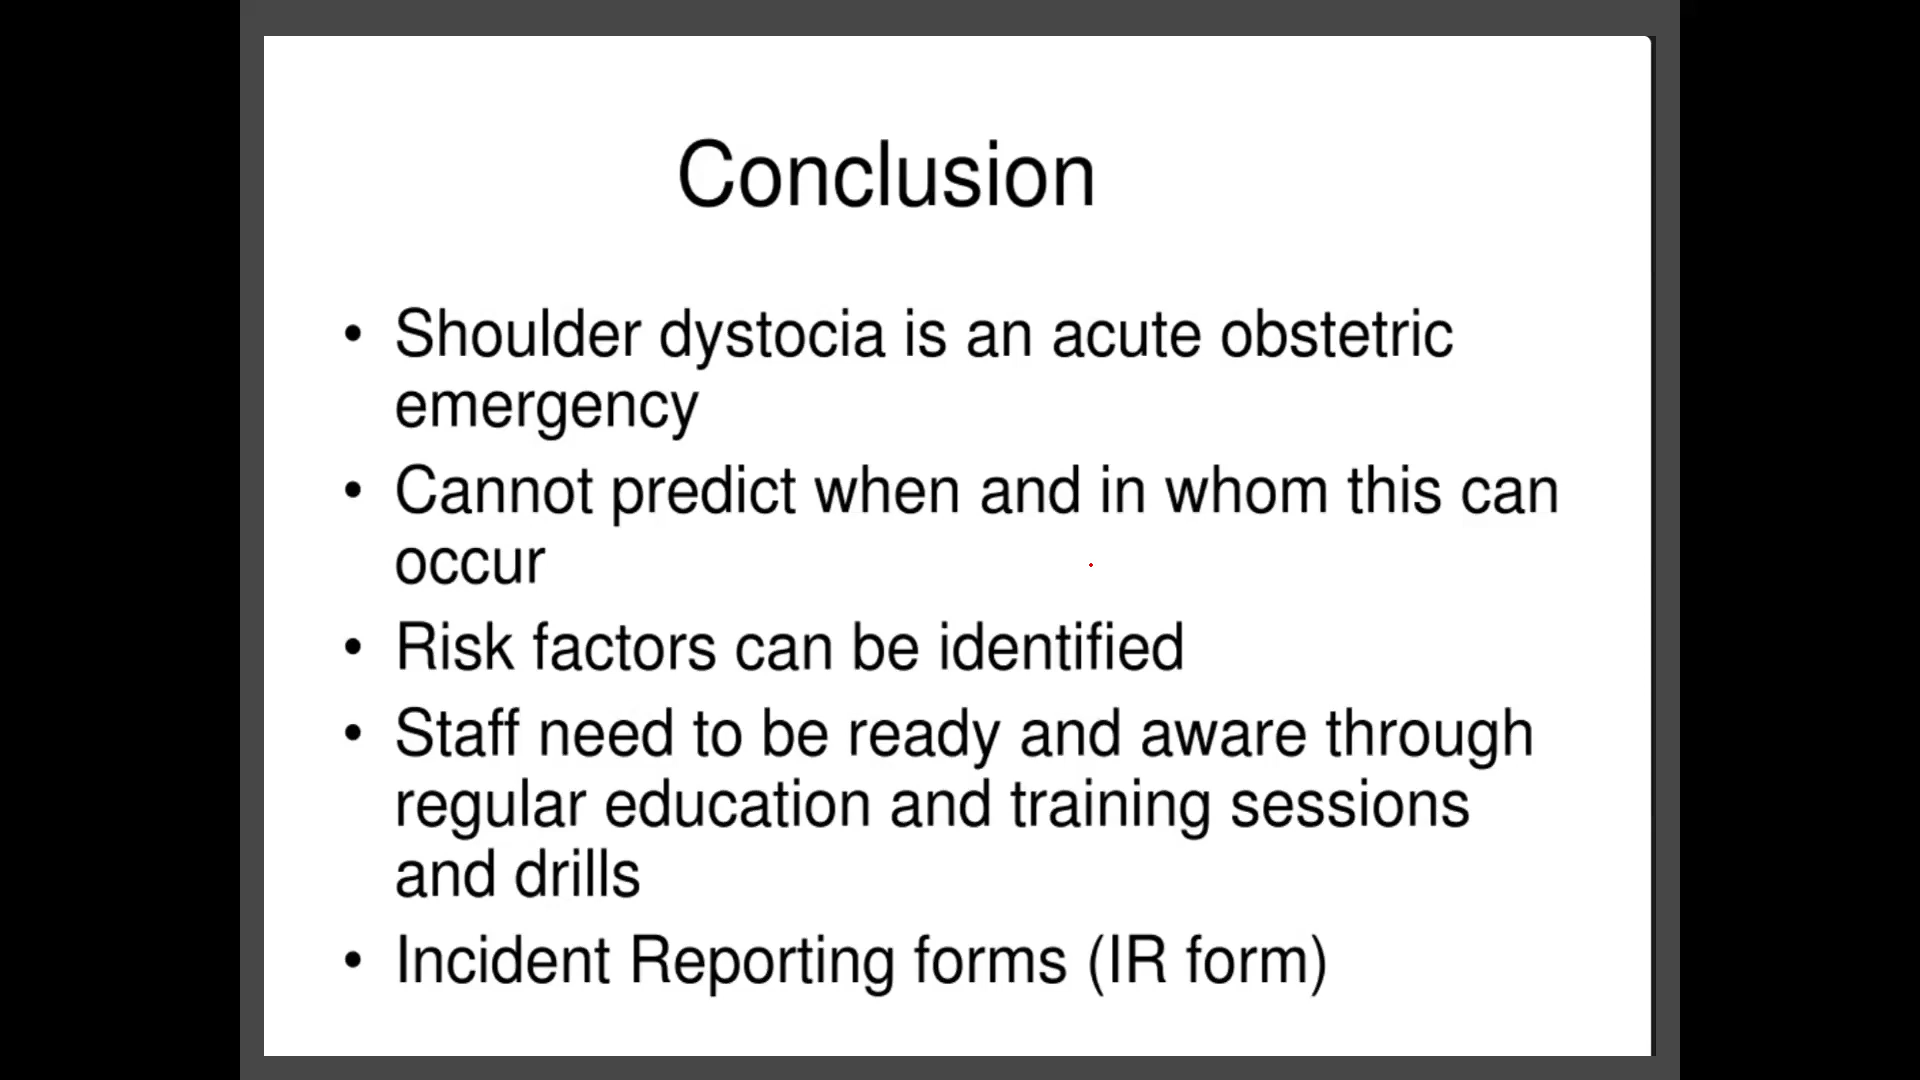 Conclusion
• Shoulder dystocia is an acute obstetric
emergency
• Cannot predict when and in whom this can
occur
• Risk factors can be identified
• Staff need to be ready and aware through
regular education and training sessions
and drills
• Incident Reporting forms (IR form)